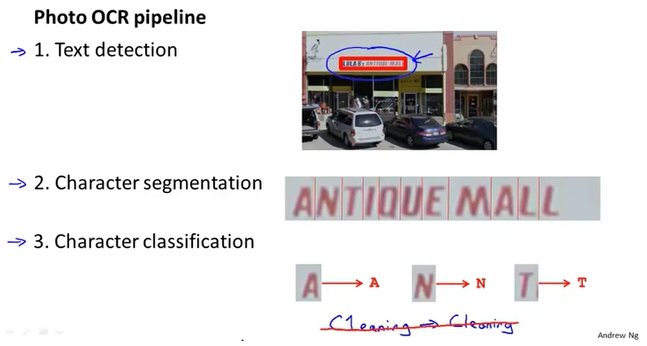 Photo OCR pipeline
→ 1. Text detection
LULA B's ANTIQUE MALL
→ 2. Character segmentation
ANTIQUE MALL
→ 3. Character classification
A → A N → N T → T
C1eaning → Cleaning
Andrew Ng